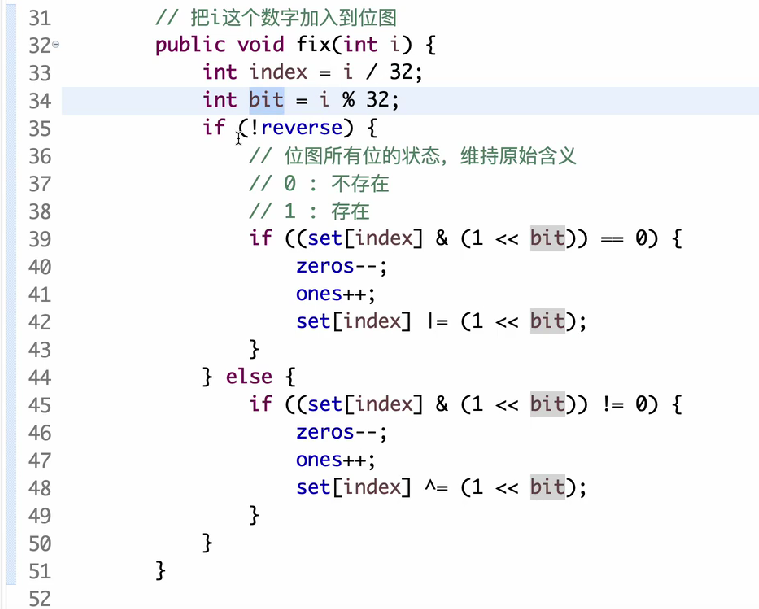 31 // 把i这个数字加入到位图
32 public void fix(int i) {
33 int index = i / 32;
34 int bit = i % 32;
35 if (!reverse) {
36 // 位图所有位的状态，维持原始含义
37 // 0 : 不存在
38 // 1 : 存在
39 if ((set[index] & (1 << bit)) == 0) {
40 zeros--;
41 ones++;
42 set[index] |= (1 << bit);
43 }
44 } else {
45 if ((set[index] & (1 << bit)) != 0) {
46 zeros--;
47 ones++;
48 set[index] ^= (1 << bit);
49 }
50 }
51 }
52